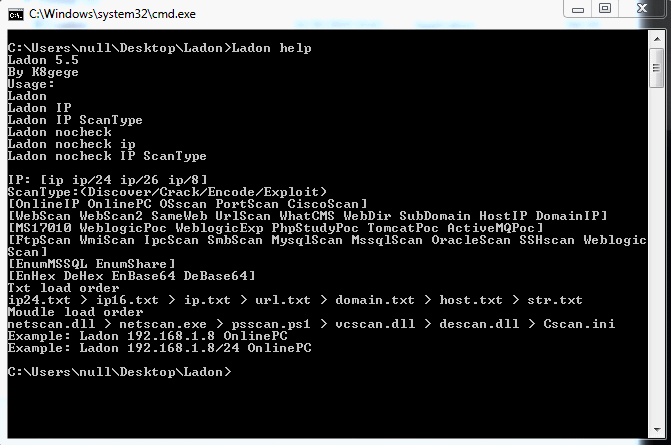 C:\Windows\system32\cmd.exe
C:\Users\null\Desktop\Ladon>Ladon help
Ladon 5.5
By K8gege
Usage:
Ladon
Ladon IP
Ladon IP ScanType
Ladon nocheck
Ladon nocheck ip
Ladon nocheck IP ScanType
IP: [ip ip/24 ip/26 ip/8]
ScanType:(Discover/Crack/Encode/Exploit)
[OnlineIP OnlinePC OSscan PortScan CiscoScan]
[WebScan WebScan2 SameWeb UrlScan WhatCMS WebDir SubDomain HostIP DomainIP]
[MS17010 WeblogicPoc WeblogicExp PhpStudyPoc TomcatPoc ActiveMQPoc]
[FtpScan WmiScan IpcScan SmbScan MysqlScan MssqlScan OracleScan SSHscan Weblogic
Scan]
[EnumMSSQL EnumShare]
[EnHex DeHex EnBase64 DeBase64]
Txt load order
ip24.txt > ip16.txt > ip.txt > url.txt > domain.txt > host.txt > str.txt
Moudle load order
netscan.dll > netscan.exe > psscan.ps1 > vcscan.dll > descan.dll > Cscan.ini
Example: Ladon 192.168.1.8 OnlinePC
Example: Ladon 192.168.1.8/24 OnlinePC
C:\Users\null\Desktop\Ladon>